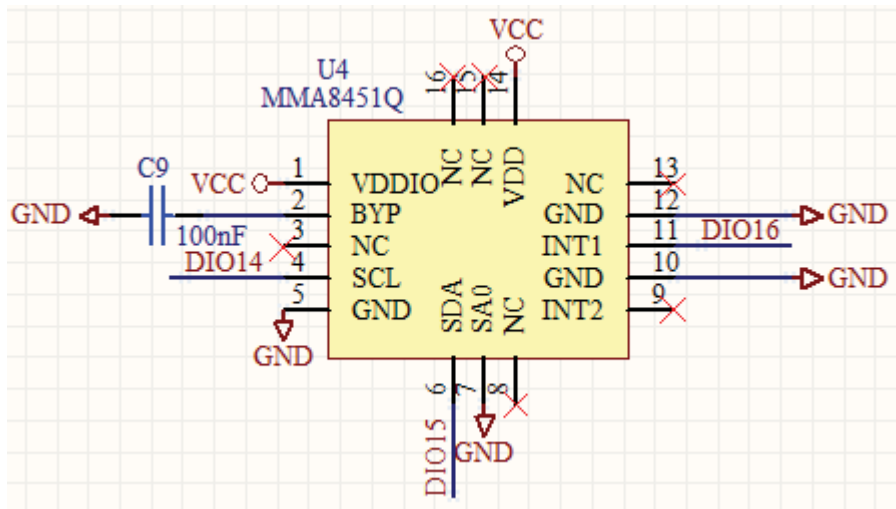 VCC
U4
MMA8451Q
16
15
14
C9
VCC
1
VDDIO
NC
NC
VDD
NC
13
GND
2
BYP
GND
12
GND
100nF
3
NC
INT1
11
DIO16
DIO14
4
SCL
GND
10
GND
5
GND
SDA
SA0
NC
INT2
9
GND
6
7
8
DIO15
GND